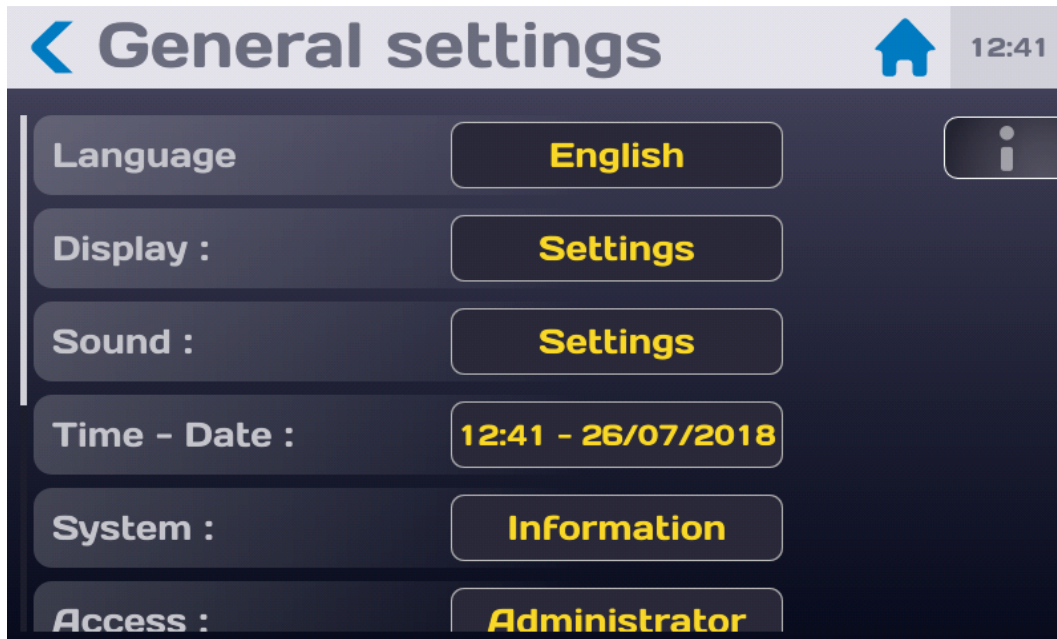 General settings
12:41
Language
English
Display :
Settings
Sound :
Settings
Time - Date :
12:41 - 26/07/2018
System :
Information
Access :
Administrator